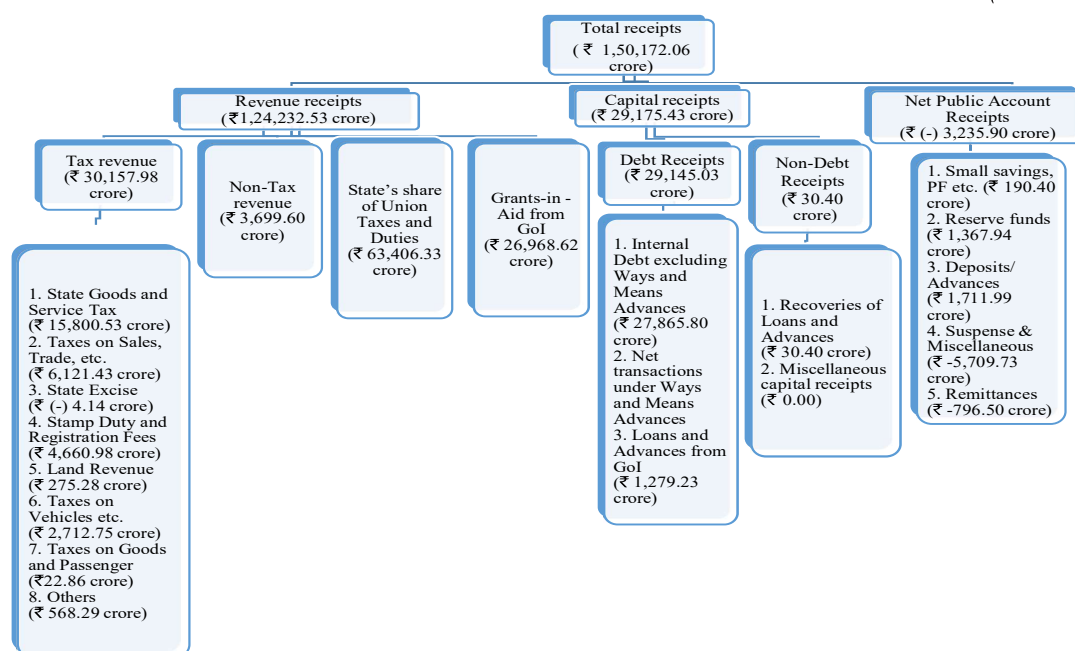 Total receipts
( ₹ 1,50,172.06
crore)
Revenue receipts
(₹1,24,232.53 crore)
Capital receipts
(₹ 29,175.43 crore)
Net Public Account
Receipts
(₹ (-) 3,235.90 crore)
Tax revenue
(₹ 30,157.98
crore)
Non-Tax
revenue
(₹ 3,699.60
crore)
State’s share
of Union
Taxes and
Duties
(₹ 63,406.33
crore)
Grants-in -
Aid from
GoI
(₹ 26,968.62
crore)
Debt Receipts
(₹ 29,145.03
crore)
Non-Debt
Receipts
(₹ 30.40
crore)
1. State Goods and
Service Tax
(₹ 15,800.53 crore)
2. Taxes on Sales,
Trade, etc.
(₹ 6,121.43 crore)
3. State Excise
(₹ (-) 4.14 crore)
4. Stamp Duty and
Registration Fees
(₹ 4,660.98 crore)
5. Land Revenue
(₹ 275.28 crore)
6. Taxes on
Vehicles etc.
(₹ 2,712.75 crore)
7. Taxes on Goods
and Passenger
(₹22.86 crore)
8. Others
(₹ 568.29 crore)
1. Internal
Debt excluding
Ways and
Means
Advances
(₹ 27,865.80
crore)
2. Net
transactions
under Ways
and Means
Advances
3. Loans and
Advances from
GoI
(₹ 1,279.23
crore)
1. Recoveries of
Loans and
Advances
(₹ 30.40 crore)
2. Miscellaneous
capital receipts
(₹ 0.00)
1. Small savings,
PF etc. (₹ 190.40
crore)
2. Reserve funds
(₹ 1,367.94
crore)
3. Deposits/
Advances
(₹ 1,711.99
crore)
4. Suspense &
Miscellaneous
(₹ -5,709.73
crore)
5. Remittances
(₹ -796.50 crore)